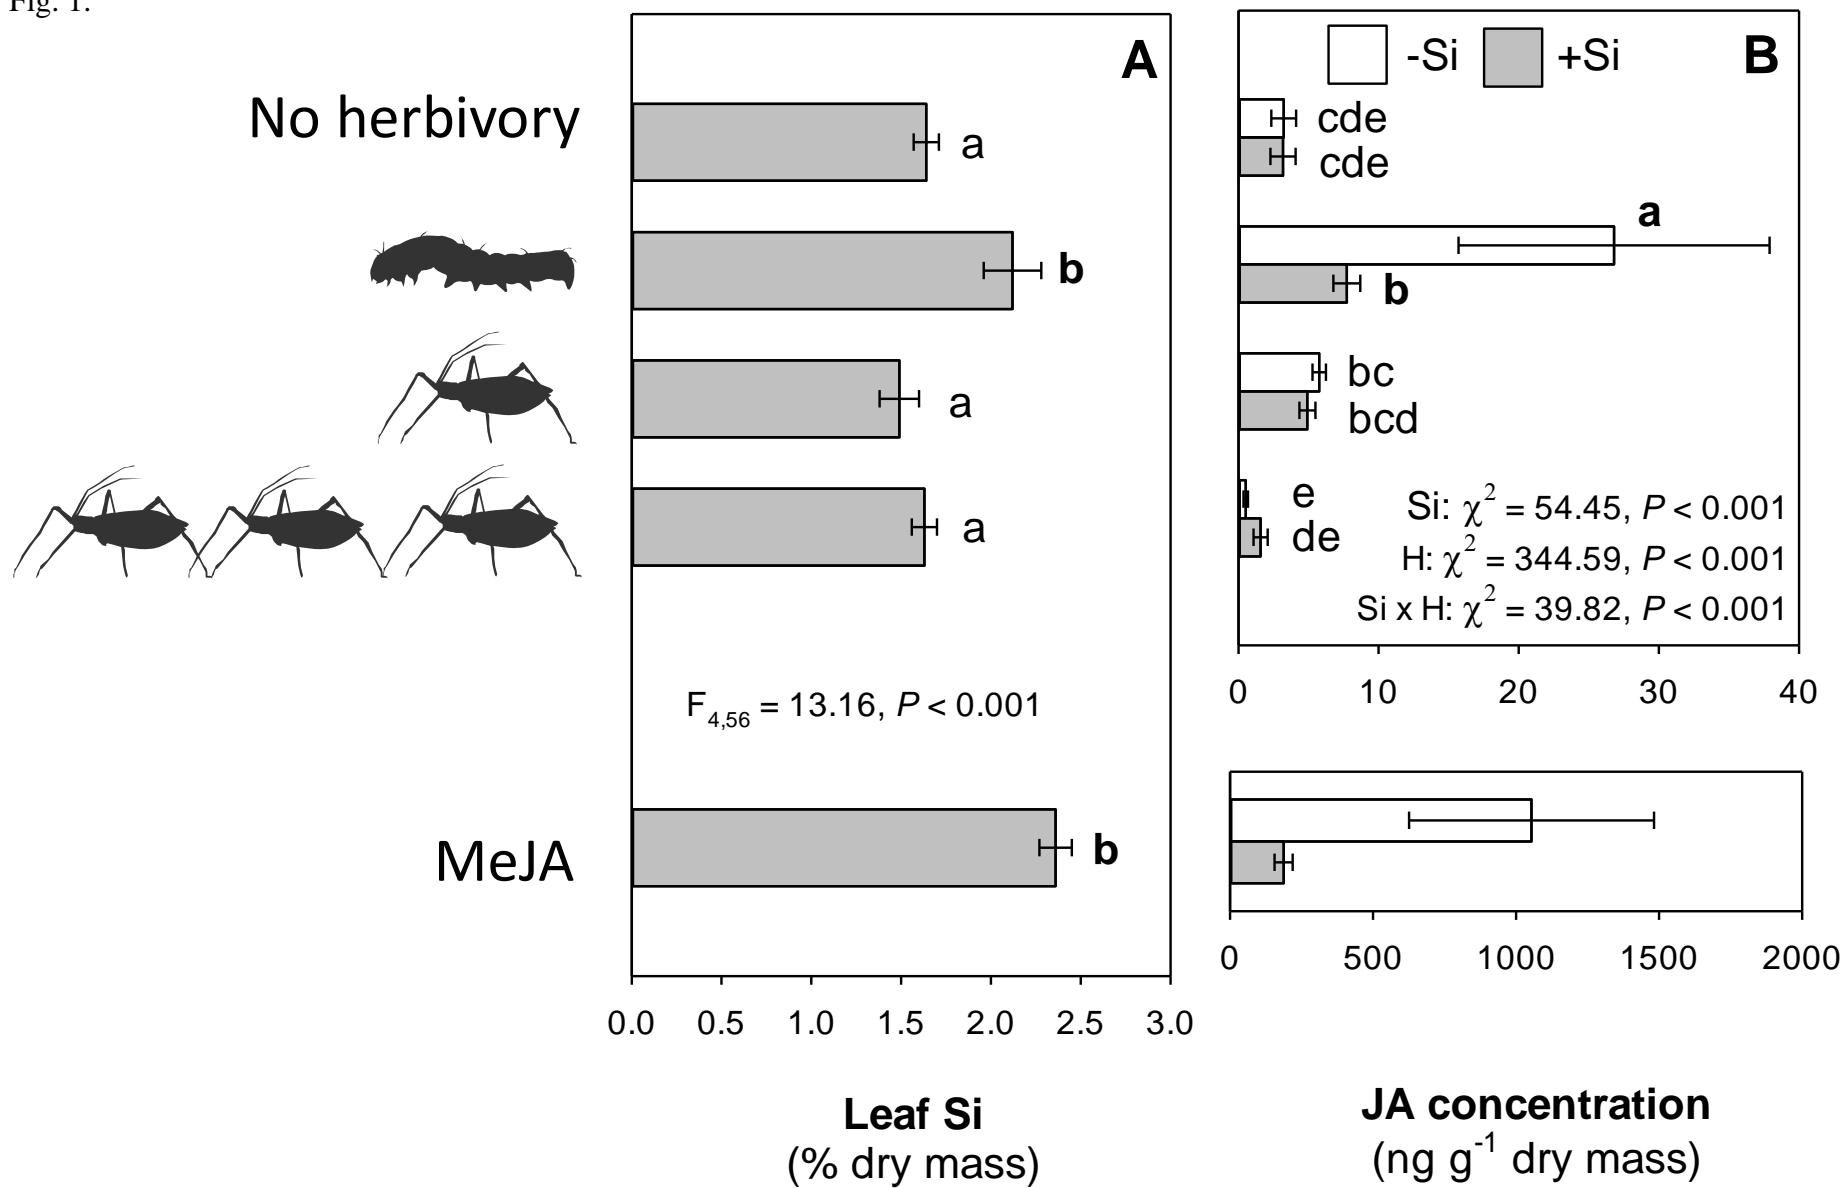 Fig. 1.
A
-Si
+Si
B
No herbivory
a
cde
cde
b
a
b
a
bc
bcd
a
e
de
Si: χ² = 54.45, P < 0.001
H: χ² = 344.59, P < 0.001
Si x H: χ² = 39.82, P < 0.001
0 10 20 30 40
F4,56 = 13.16, P < 0.001
MeJA
b
0 500 1000 1500 2000
0.0 0.5 1.0 1.5 2.0 2.5 3.0
Leaf Si
(% dry mass)
JA concentration
(ng g⁻¹ dry mass)